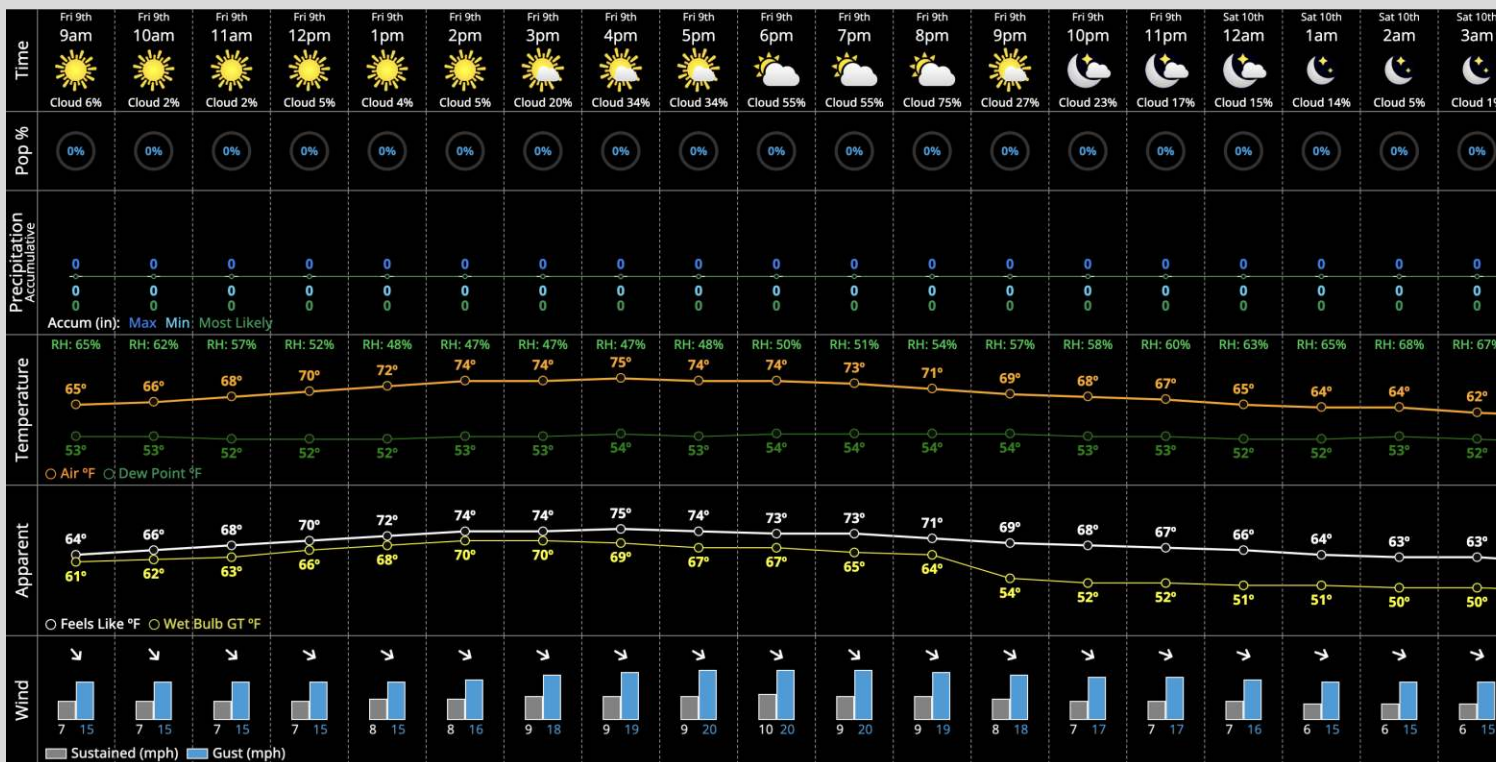 Time
Fri 9th Fri 9th Fri 9th Fri 9th Fri 9th Fri 9th Fri 9th Fri 9th Fri 9th Fri 9th Fri 9th Fri 9th Fri 9th Fri 9th Fri 9th Sat 10th Sat 10th Sat 10th Sat 10th
9am 10am 11am 12pm 1pm 2pm 3pm 4pm 5pm 6pm 7pm 8pm 9pm 10pm 11pm 12am 1am 2am 3am
Cloud 6% Cloud 2% Cloud 2% Cloud 5% Cloud 4% Cloud 5% Cloud 20% Cloud 34% Cloud 34% Cloud 55% Cloud 55% Cloud 75% Cloud 27% Cloud 23% Cloud 17% Cloud 15% Cloud 14% Cloud 5% Cloud 1%
Pop %
0% 0% 0% 0% 0% 0% 0% 0% 0% 0% 0% 0% 0% 0% 0% 0% 0% 0% 0%
Precipitation
Accumulative
0 0 0 0 0 0 0 0 0 0 0 0 0 0 0 0 0 0 0
0 0 0 0 0 0 0 0 0 0 0 0 0 0 0 0 0 0 0
0 0 0 0 0 0 0 0 0 0 0 0 0 0 0 0 0 0 0
Accum (in): Max Min Most Likely
Temperature
RH: 65% RH: 62% RH: 57% RH: 52% RH: 48% RH: 47% RH: 47% RH: 47% RH: 48% RH: 50% RH: 51% RH: 54% RH: 57% RH: 58% RH: 60% RH: 63% RH: 65% RH: 68% RH: 67%
65° 66° 68° 70° 72° 74° 74° 75° 74° 74° 73° 71° 69° 68° 67° 65° 64° 64° 62°
53° 53° 52° 52° 52° 53° 53° 54° 53° 54° 54° 54° 54° 53° 53° 52° 52° 53° 52°
Air ºF Dew Point ºF
Apparent
64° 66° 68° 70° 72° 74° 74° 75° 74° 73° 73° 71° 69° 68° 67° 66° 64° 63° 63°
61° 62° 63° 66° 68° 70° 70° 69° 67° 67° 65° 64° 54° 52° 52° 51° 51° 50° 50°
Feels Like ºF Wet Bulb GT ºF
Wind
7 15 7 15 7 15 7 15 8 15 8 16 9 18 9 19 9 20 10 20 9 20 9 19 8 18 7 17 7 17 7 16 6 15 6 15 6 15
Sustained (mph) Gust (mph)